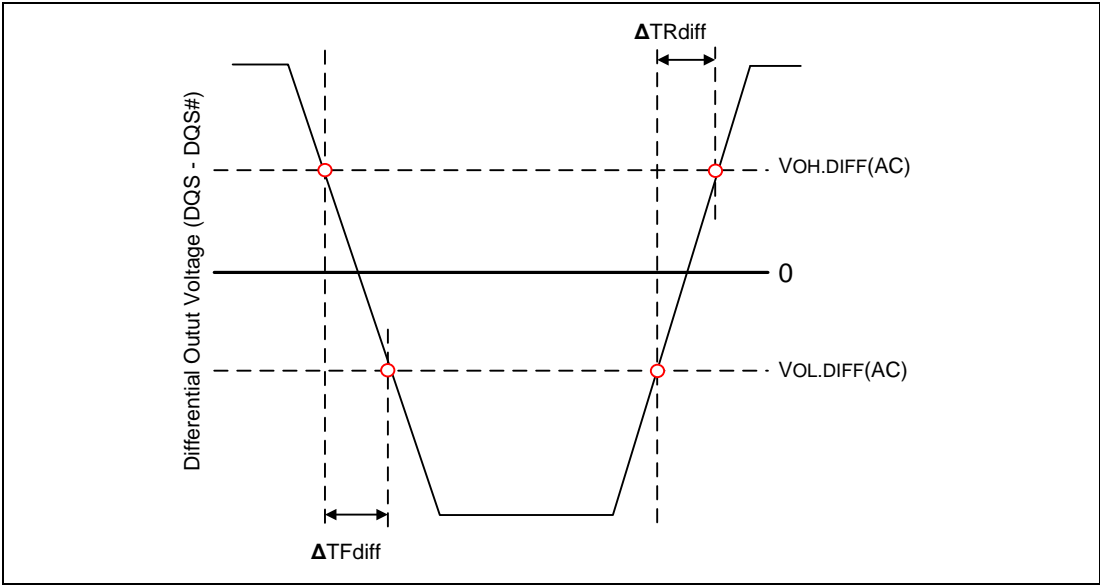 ΔTRdiff
Differential Outut Voltage (DQS - DQS#)
VOH.DIFF(AC)
0
VOL.DIFF(AC)
ΔTFdiff